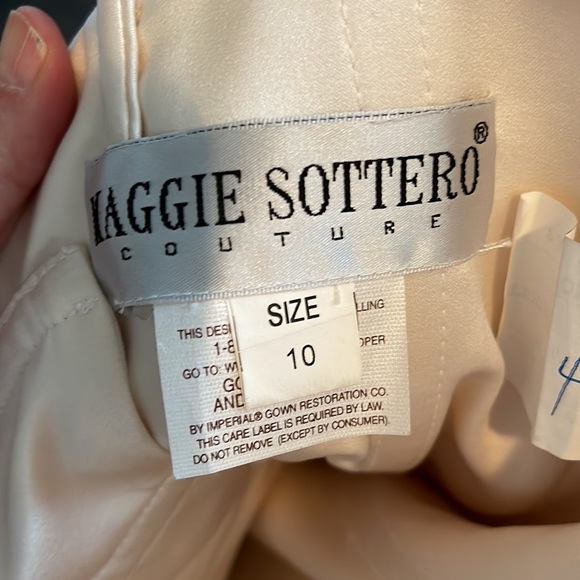 MAGGIE SOTTERO®
COUTURE
SIZE
10
THIS DESI LLING
1-8 OPER
GO TO: W
GO
AND
BY IMPERIAL® GOWN RESTORATION CO.
THIS CARE LABEL IS REQUIRED BY LAW.
DO NOT REMOVE (EXCEPT BY CONSUMER).
4